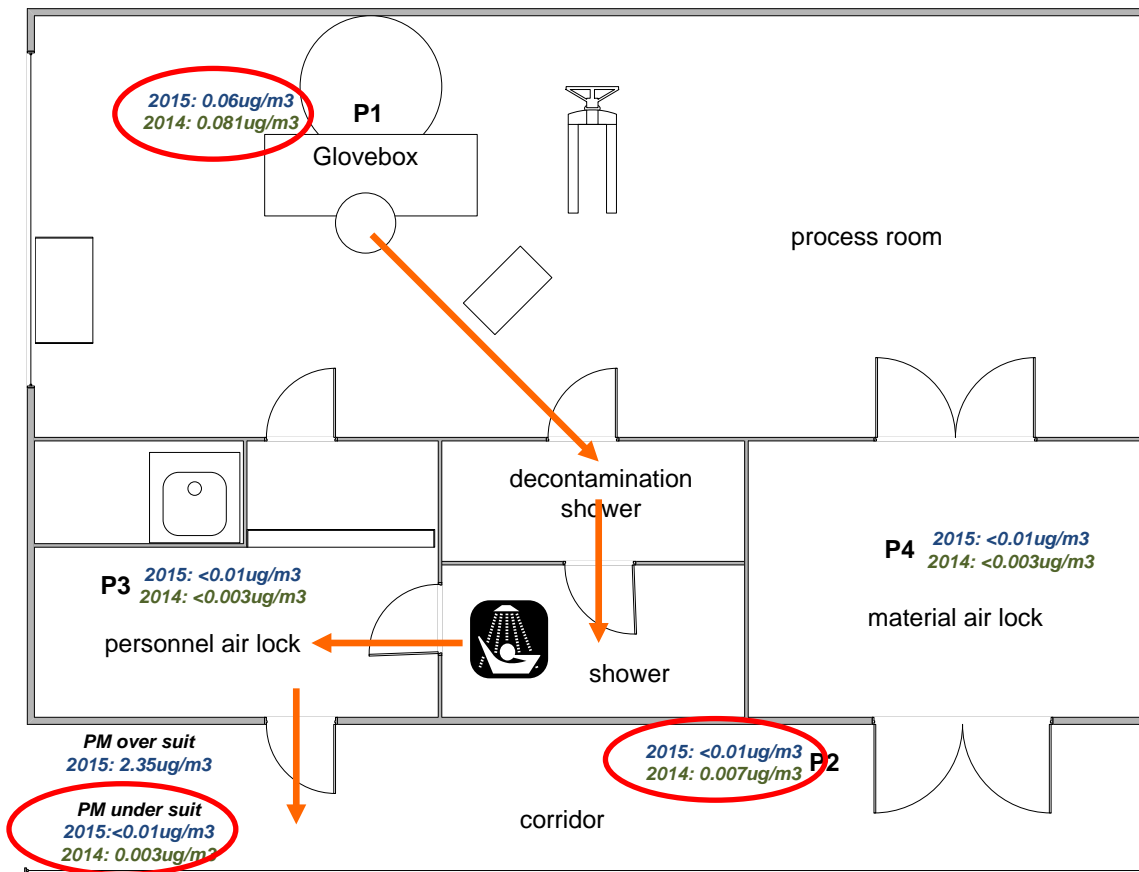 2015: 0.06ug/m3
2014: 0.081ug/m3
P1
Glovebox
process room
decontamination
shower
P3
2015: <0.01ug/m3
2014: <0.003ug/m3
personnel air lock
shower
P4
2015: <0.01ug/m3
2014: <0.003ug/m3
material air lock
PM over suit
2015: 2.35ug/m3
2015: <0.01ug/m3
2014: 0.007ug/m3
P2
PM under suit
2015:<0.01ug/m3
2014: 0.003ug/m3
corridor